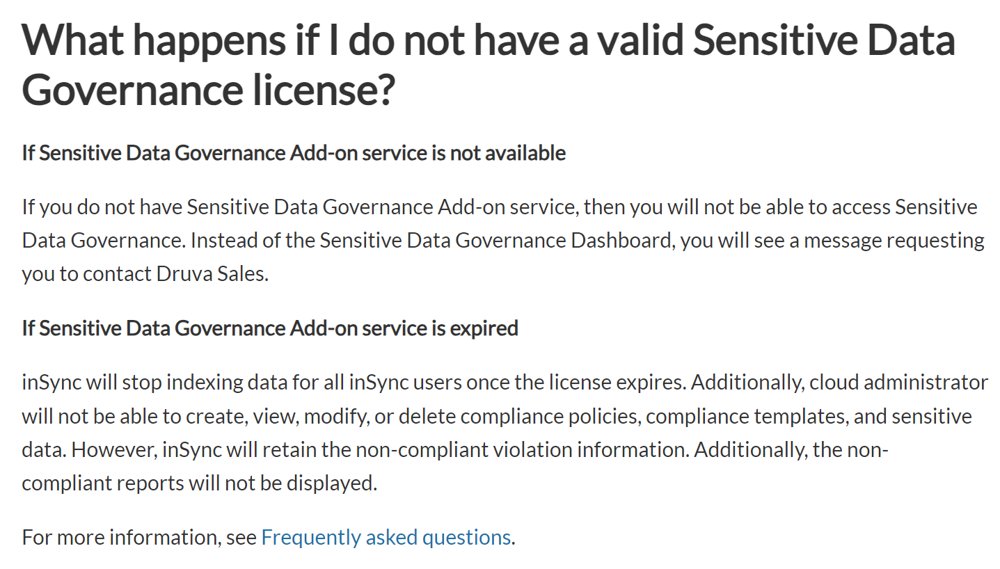 What happens if I do not have a valid Sensitive Data
Governance license?
If Sensitive Data Governance Add-on service is not available
If you do not have Sensitive Data Governance Add-on service, then you will not be able to access Sensitive
Data Governance. Instead of the Sensitive Data Governance Dashboard, you will see a message requesting
you to contact Druva Sales.
If Sensitive Data Governance Add-on service is expired
inSync will stop indexing data for all inSync users once the license expires. Additionally, cloud administrator
will not be able to create, view, modify, or delete compliance policies, compliance templates, and sensitive
data. However, inSync will retain the non-compliant violation information. Additionally, the non-
compliant reports will not be displayed.
For more information, see Frequently asked questions.